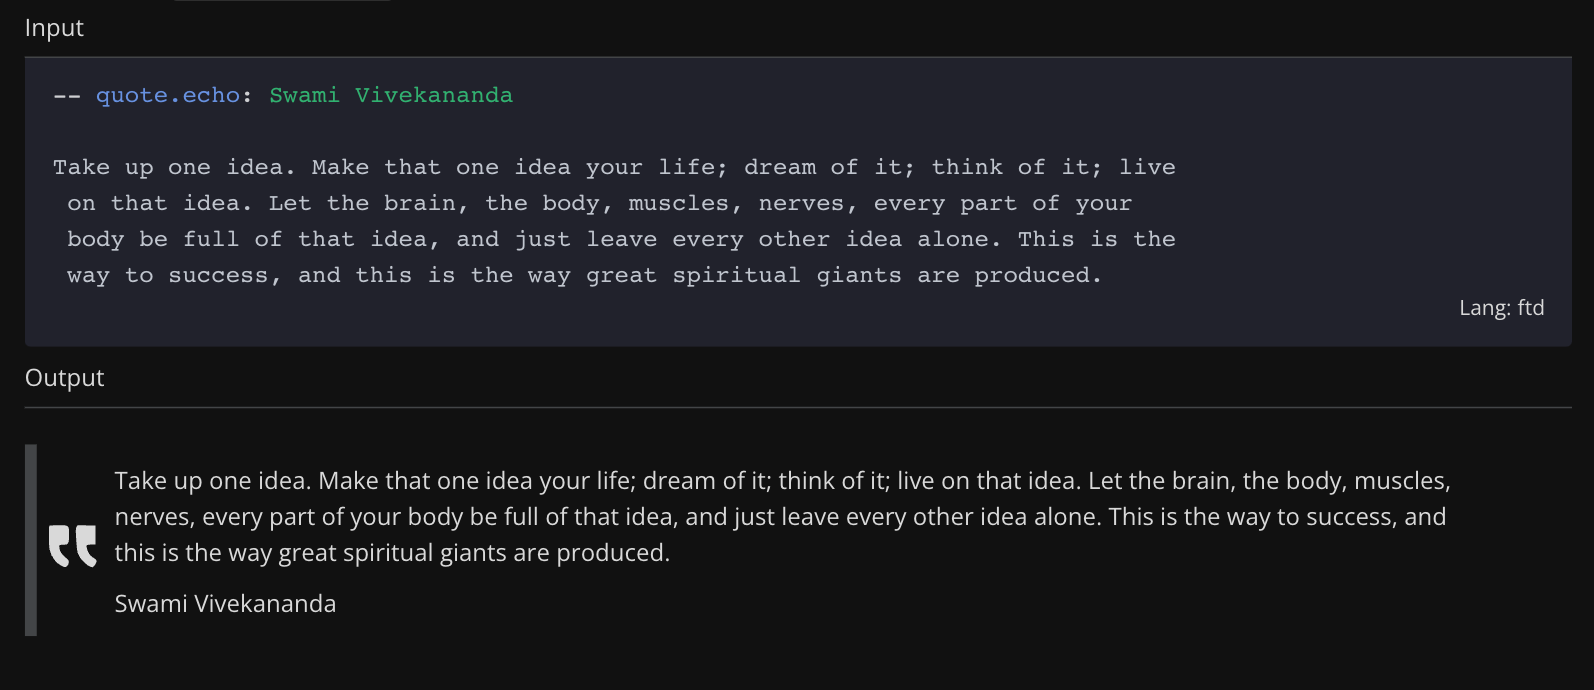 Input
-- quote.echo: Swami Vivekananda
Take up one idea. Make that one idea your life; dream of it; think of it; live
on that idea. Let the brain, the body, muscles, nerves, every part of your
body be full of that idea, and just leave every other idea alone. This is the
way to success, and this is the way great spiritual giants are produced.
Lang: ftd
Output
Take up one idea. Make that one idea your life; dream of it; think of it; live on that idea. Let the brain, the body, muscles,
nerves, every part of your body be full of that idea, and just leave every other idea alone. This is the way to success, and
this is the way great spiritual giants are produced.
Swami Vivekananda